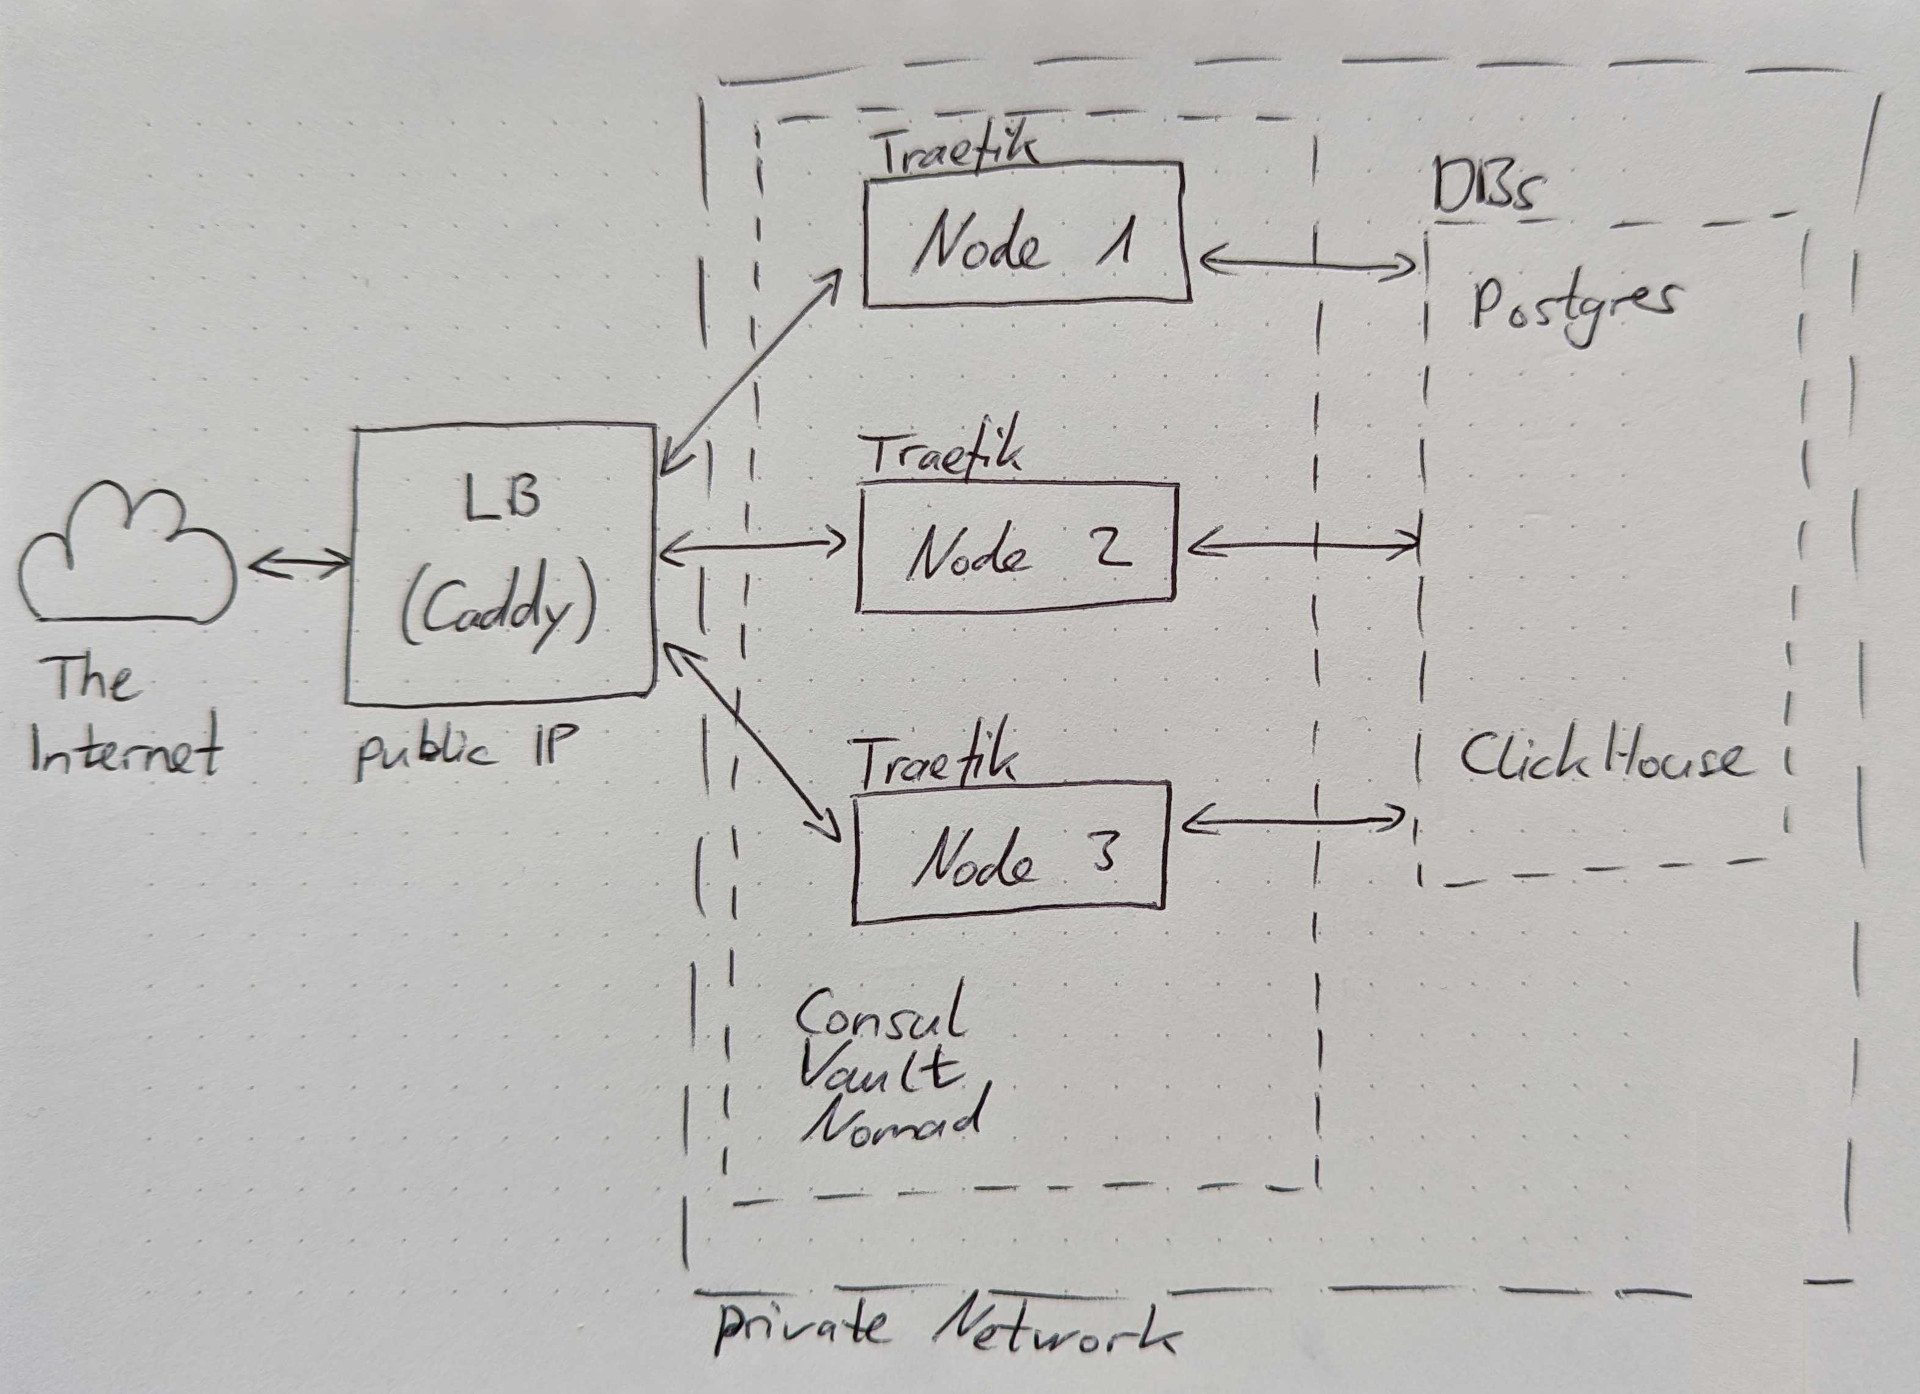 Traefik
Node 1
DBs
Postgres
LB
(Caddy)
public IP
The
Internet
Traefik
Node 2
Traefik
Node 3
ClickHouse
Consul
Vault
Nomad
private Network